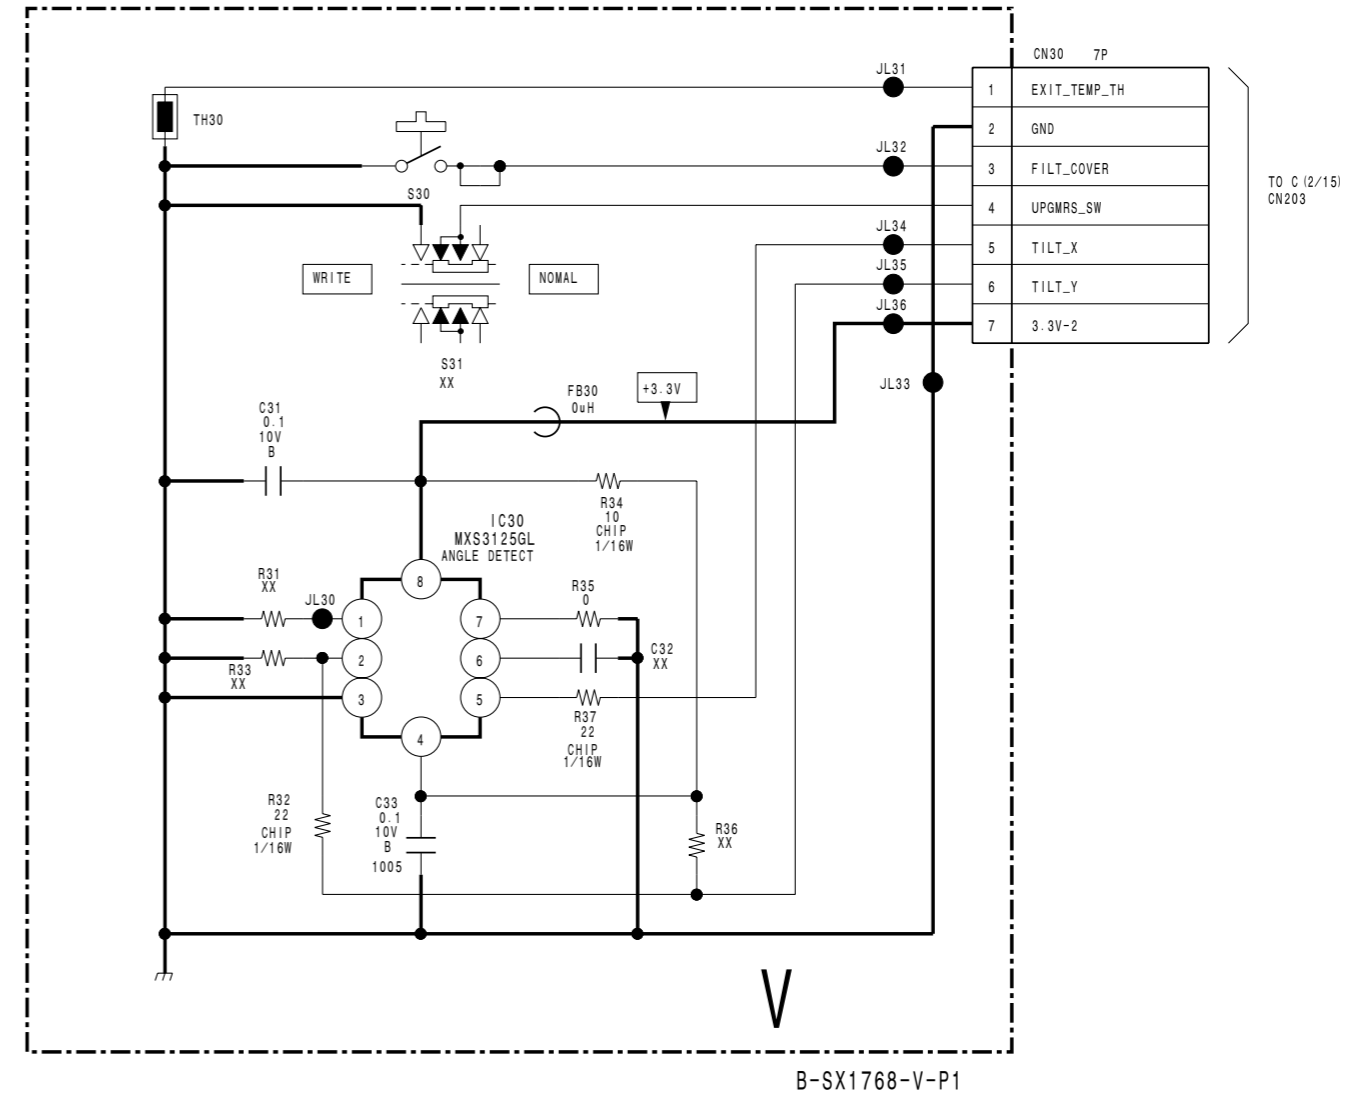 CN30 7P
JL31
1 EXIT_TEMP_TH
TH30
2 GND
JL32
3 FILT_COVER
TO C(2/15)
CN203
S30
4 UPGMRS_SW
JL34
5 TILT_X
WRITE
NOMAL
JL35
6 TILT_Y
JL36
7 3.3V-2
S31
XX
JL33
FB30
0uH
+3.3V
C31
0.1
10V
B
R34
10
CHIP
1/16W
IC30
MXS3125GL
ANGLE DETECT
8
R31
XX
JL30
1
7
R35
0
2
6
C32
XX
R33
XX
3
5
R37
22
CHIP
1/16W
4
R32
22
CHIP
1/16W
C33
0.1
10V
B
1005
R36
XX
V
B-SX1768-V-P1